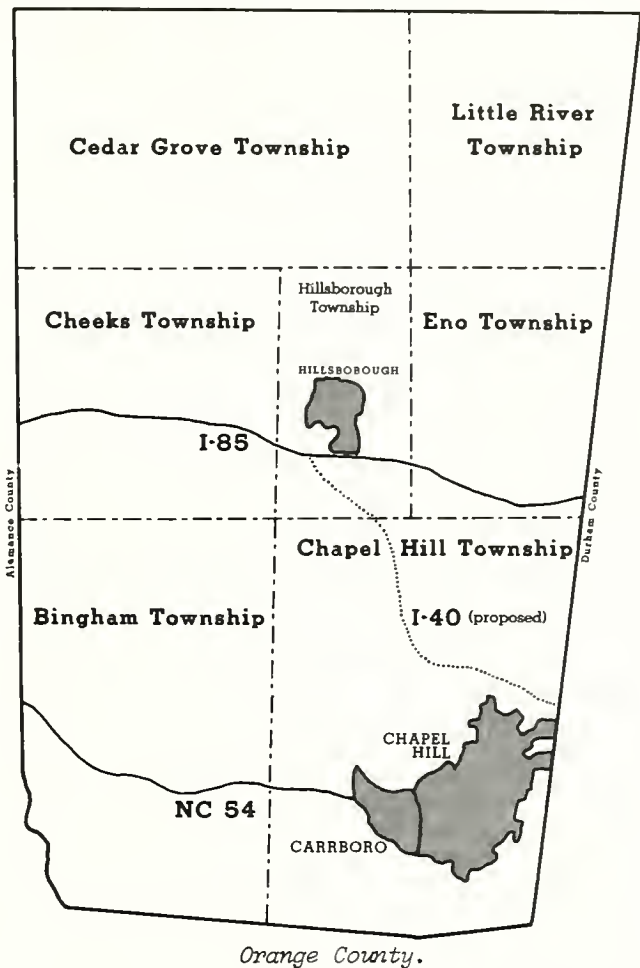 Little River
Township
Cedar Grove Township
Hillsborough
Township
Cheeks Township
Eno Township
HILLSBOROUGH
I-85
Alamance County
Durham County
Chapel Hill Township
Bingham Township
I-40 (proposed)
CHAPEL
HILL
NC 54
CARRBORO
Orange County.